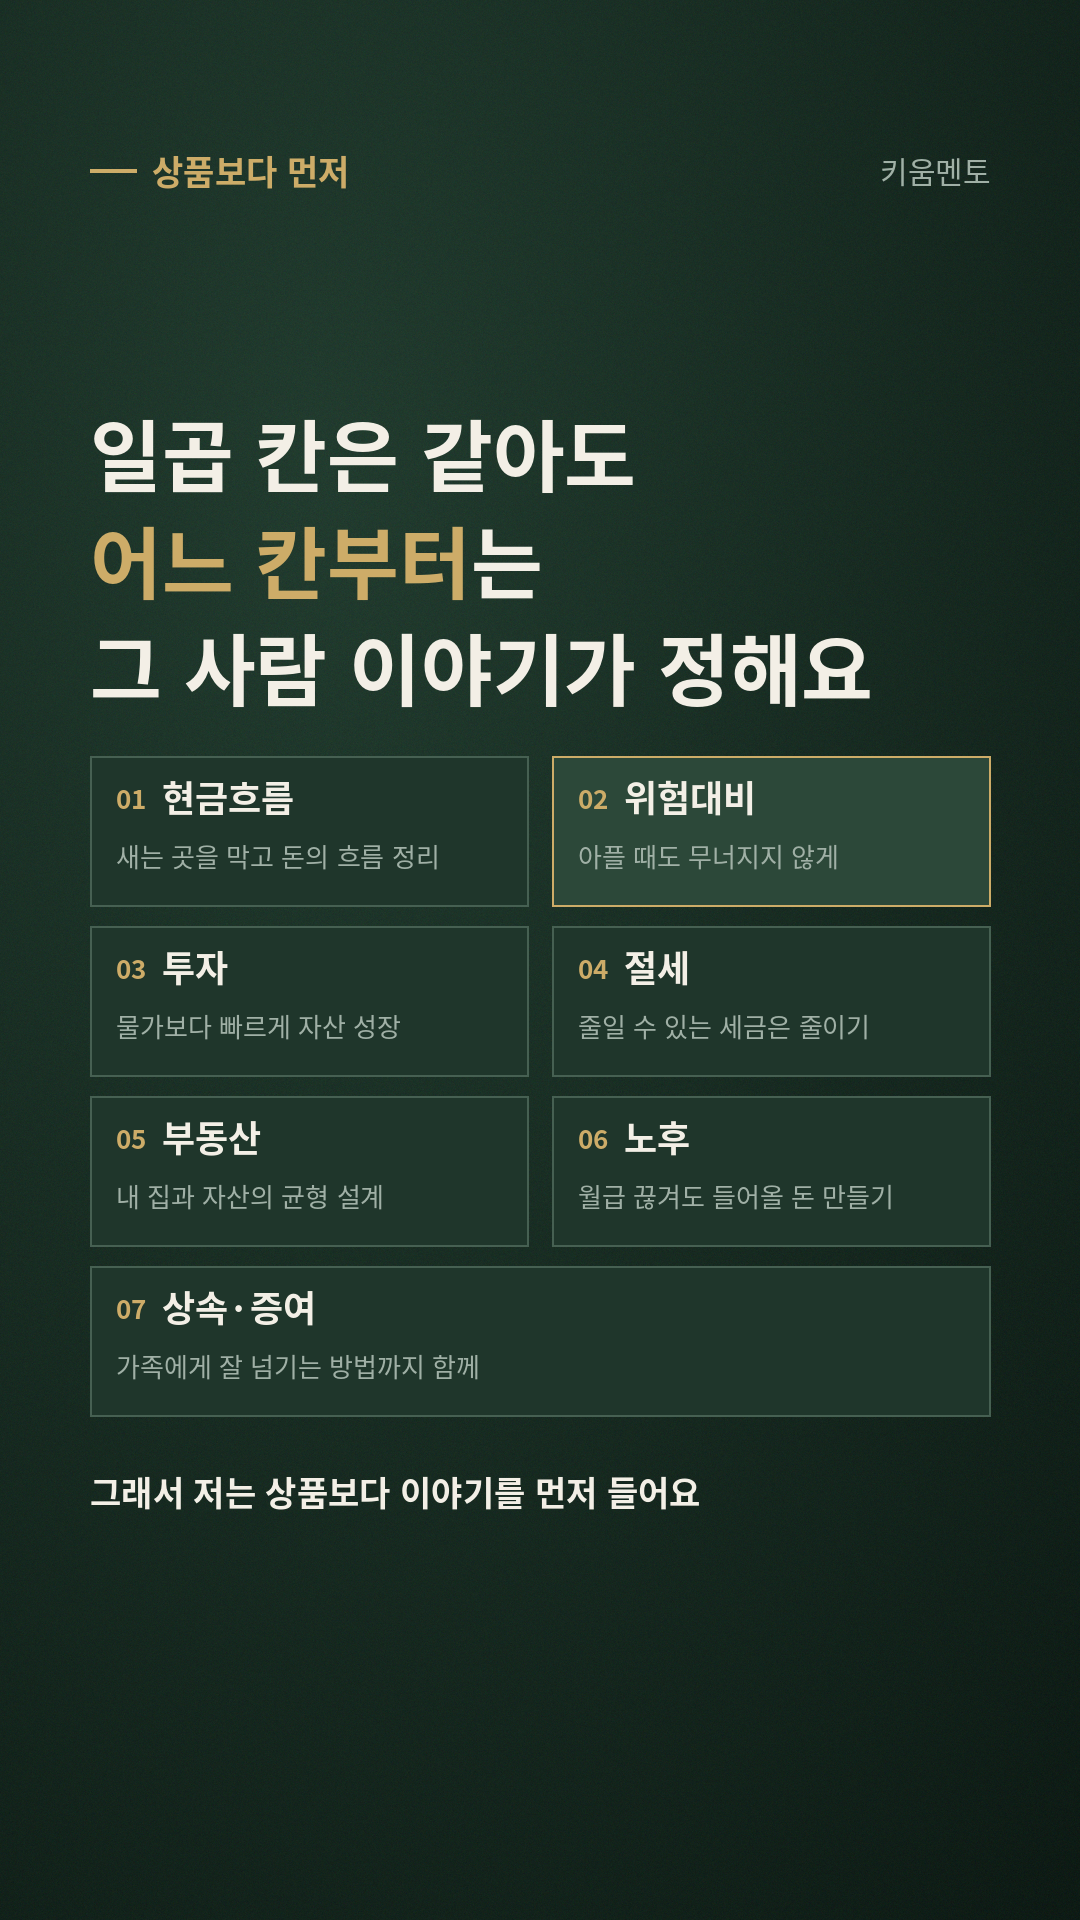 상품보다 먼저
키움멘토
일곱 칸은 같아도
어느 칸부터는
그 사람 이야기가 정해요
01 현금흐름
새는 곳을 막고 돈의 흐름 정리
02 위험대비
아플 때도 무너지지 않게
03 투자
물가보다 빠르게 자산 성장
04 절세
줄일 수 있는 세금은 줄이기
05 부동산
내 집과 자산의 균형 설계
06 노후
월급 끊겨도 들어올 돈 만들기
07 상속·증여
가족에게 잘 넘기는 방법까지 함께
그래서 저는 상품보다 이야기를 먼저 들어요